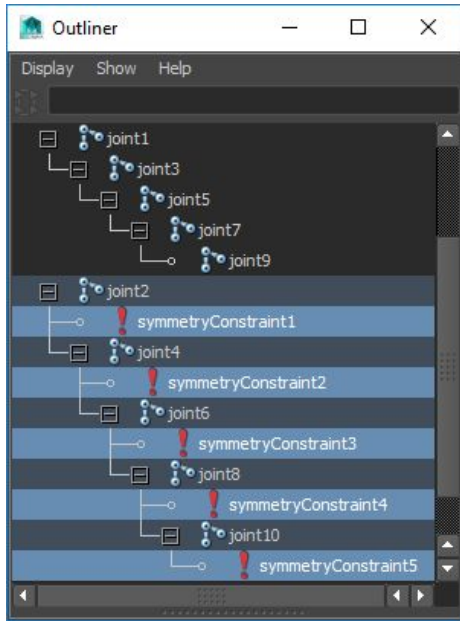 Outliner
Display Show Help
joint1
joint3
joint5
joint7
joint9
joint2
symmetryConstraint1
joint4
symmetryConstraint2
joint6
symmetryConstraint3
joint8
symmetryConstraint4
joint10
symmetryConstraint5